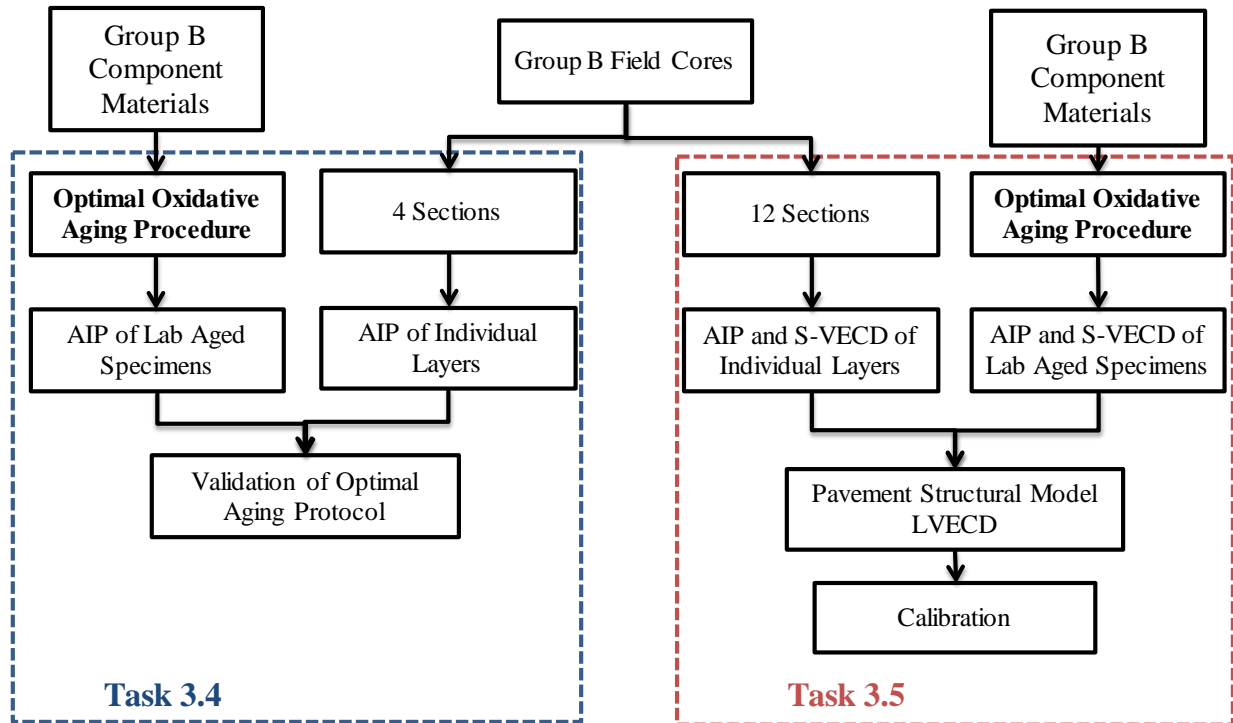 Group B
Component
Materials
Group B Field Cores
Group B
Component
Materials
Optimal Oxidative
Aging Procedure
4 Sections
12 Sections
Optimal Oxidative
Aging Procedure
AIP of Lab Aged
Specimens
AIP of Individual
Layers
AIP and S-VECD of
Individual Layers
AIP and S-VECD of
Lab Aged Specimens
Validation of Optimal
Aging Protocol
Pavement Structural Model
LVECD
Calibration
Task 3.4
Task 3.5